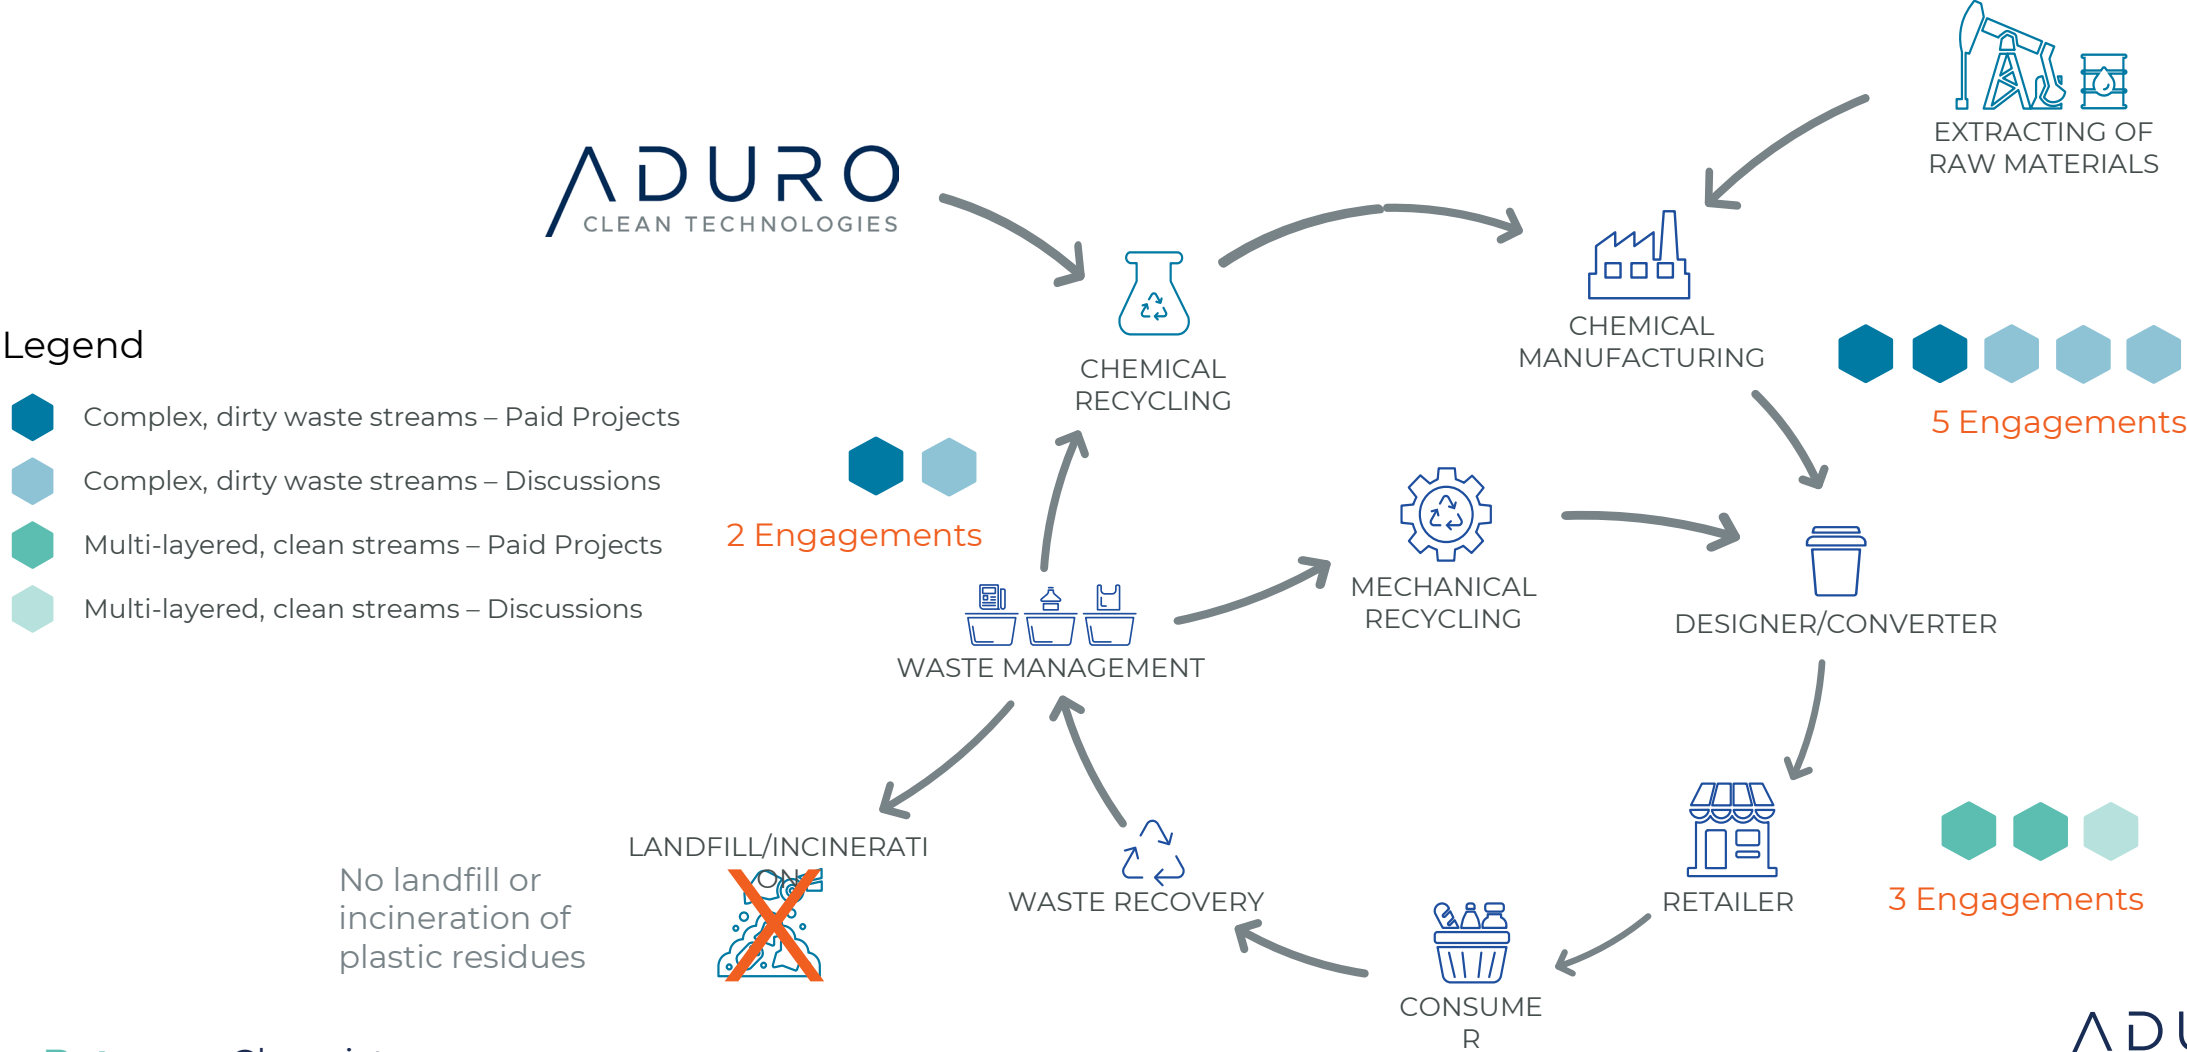 EXTRACTING OF
RAW MATERIALS
ADURO
CLEAN TECHNOLOGIES
CHEMICAL
MANUFACTURING
Legend
CHEMICAL
RECYCLING
Complex, dirty waste streams – Paid Projects
Complex, dirty waste streams – Discussions
Multi-layered, clean streams – Paid Projects
Multi-layered, clean streams – Discussions
5 Engagements
2 Engagements
MECHANICAL
RECYCLING
DESIGNER/CONVERTER
WASTE MANAGEMENT
LANDFILL/INCINERATI
ON
No landfill or
incineration of
plastic residues
WASTE RECOVERY
RETAILER
3 Engagements
CONSUME
R